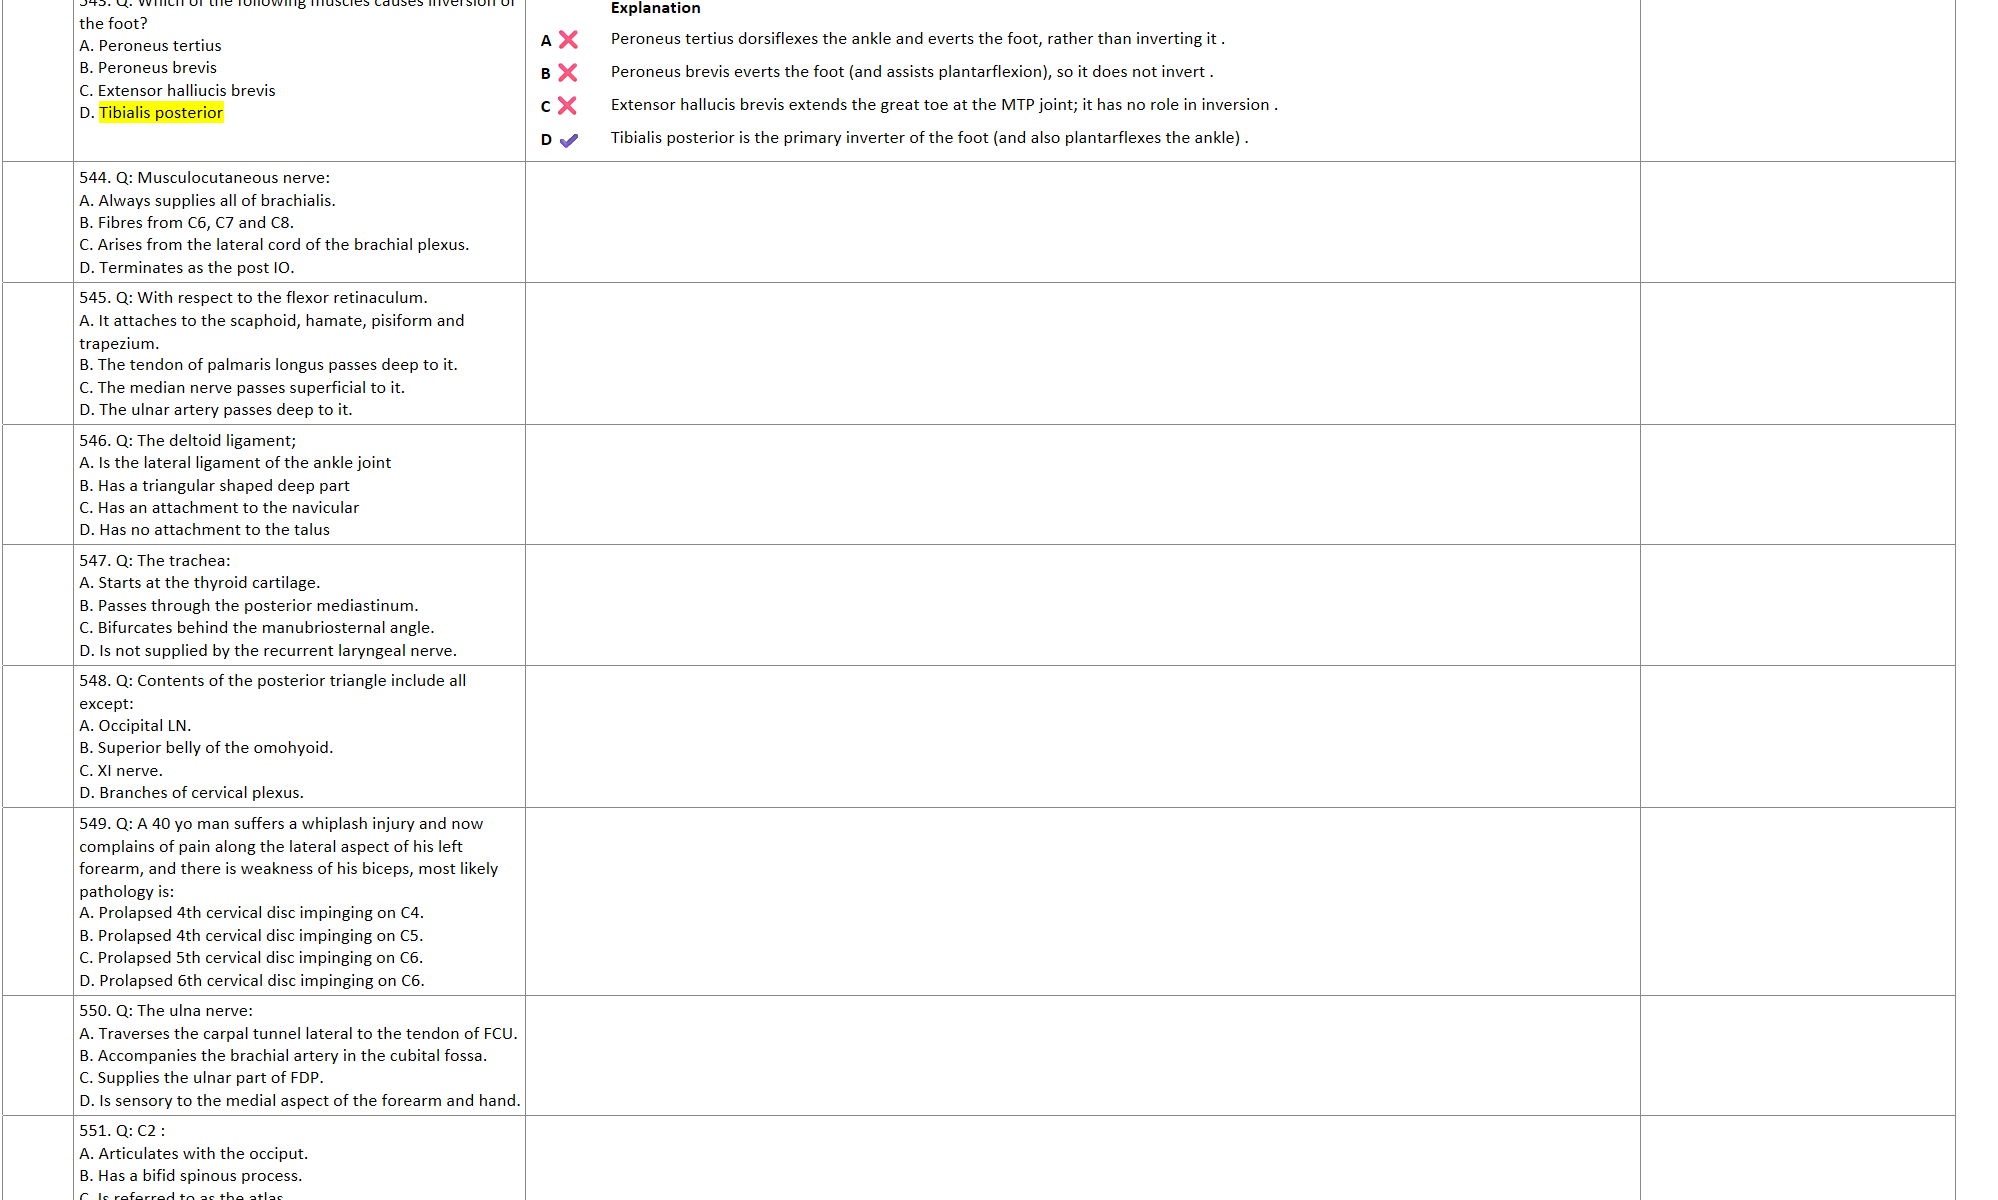 543. Q: Which of the following muscles causes inversion of
the foot?
A. Peroneus tertius
B. Peroneus brevis
C. Extensor halliucis brevis
D. Tibialis posterior
Explanation
A ❌ Peroneus tertius dorsiflexes the ankle and everts the foot, rather than inverting it .
B ❌ Peroneus brevis everts the foot (and assists plantarflexion), so it does not invert .
C ❌ Extensor hallucis brevis extends the great toe at the MTP joint; it has no role in inversion .
D ✔ Tibialis posterior is the primary inverter of the foot (and also plantarflexes the ankle) .
544. Q: Musculocutaneous nerve:
A. Always supplies all of brachialis.
B. Fibres from C6, C7 and C8.
C. Arises from the lateral cord of the brachial plexus.
D. Terminates as the post IO.
545. Q: With respect to the flexor retinaculum.
A. It attaches to the scaphoid, hamate, pisiform and
trapezium.
B. The tendon of palmaris longus passes deep to it.
C. The median nerve passes superficial to it.
D. The ulnar artery passes deep to it.
546. Q: The deltoid ligament;
A. Is the lateral ligament of the ankle joint
B. Has a triangular shaped deep part
C. Has an attachment to the navicular
D. Has no attachment to the talus
547. Q: The trachea:
A. Starts at the thyroid cartilage.
B. Passes through the posterior mediastinum.
C. Bifurcates behind the manubriosternal angle.
D. Is not supplied by the recurrent laryngeal nerve.
548. Q: Contents of the posterior triangle include all
except:
A. Occipital LN.
B. Superior belly of the omohyoid.
C. XI nerve.
D. Branches of cervical plexus.
549. Q: A 40 yo man suffers a whiplash injury and now
complains of pain along the lateral aspect of his left
forearm, and there is weakness of his biceps, most likely
pathology is:
A. Prolapsed 4th cervical disc impinging on C4.
B. Prolapsed 4th cervical disc impinging on C5.
C. Prolapsed 5th cervical disc impinging on C6.
D. Prolapsed 6th cervical disc impinging on C6.
550. Q: The ulna nerve:
A. Traverses the carpal tunnel lateral to the tendon of FCU.
B. Accompanies the brachial artery in the cubital fossa.
C. Supplies the ulnar part of FDP.
D. Is sensory to the medial aspect of the forearm and hand.
551. Q: C2 :
A. Articulates with the occiput.
B. Has a bifid spinous process.
C. Is referred to as the atlas